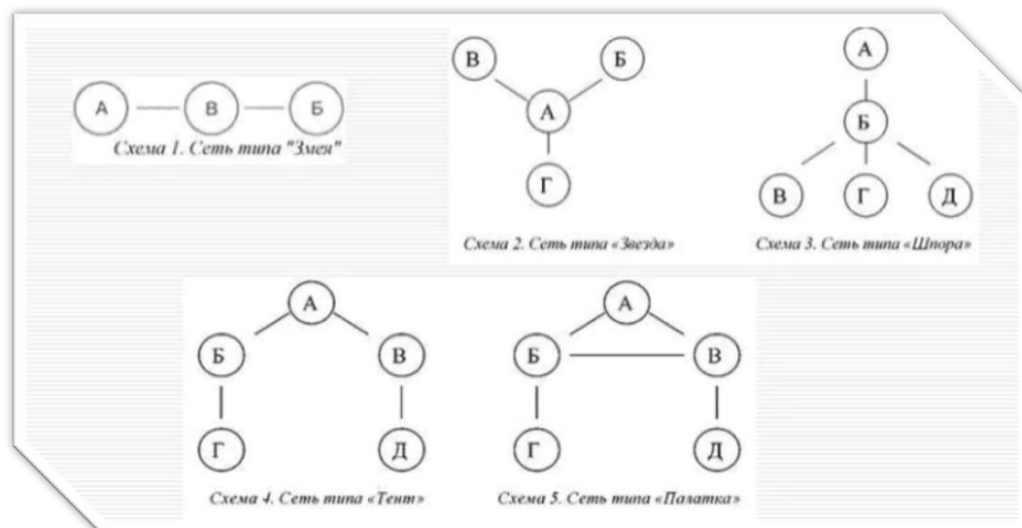 А В Б
Схема 1. Сеть типа "Змея"
В Б
А
Г
Схема 2. Сеть типа «Звезда»
А
Б
В Г Д
Схема 3. Сеть типа «Шпора»
А
Б В
Г Д
Схема 4. Сеть типа «Тент»
А
Б В
Г Д
Схема 5. Сеть типа «Палатка»